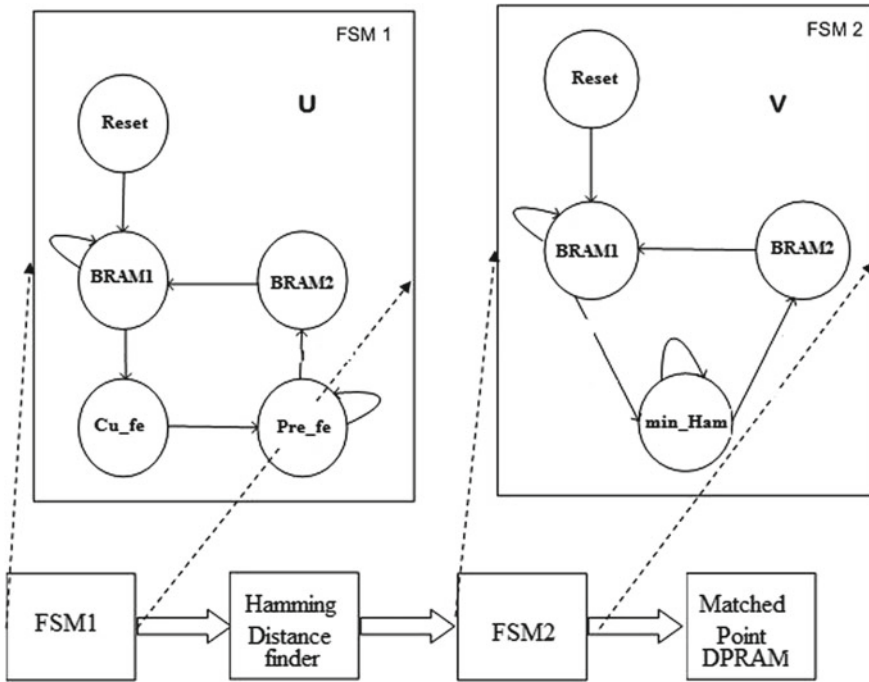 FSM 1
U
Reset
BRAM1
BRAM2
Cu_fe
Pre_fe
FSM 2
V
Reset
BRAM1
BRAM2
min_Ham
FSM1
Hamming
Distance
finder
FSM2
Matched
Point
DPRAM